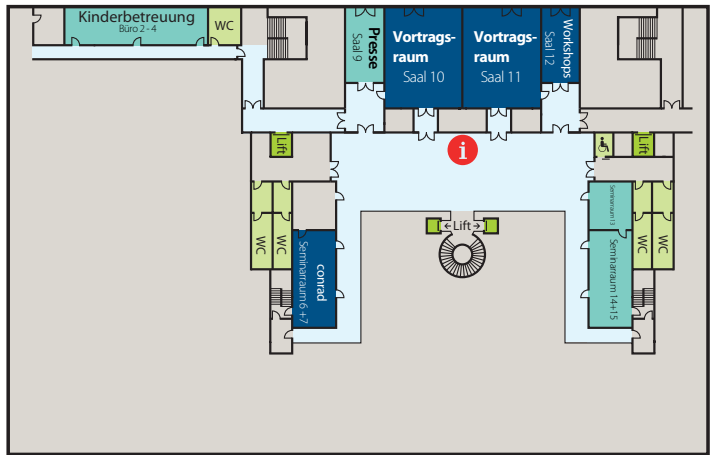 Kinderbetreuung
Büro 2 - 4
WC
Presse
Saal 9
Vortrags-
raum
Saal 10
Vortrags-
raum
Saal 11
Workshops
Saal 12
Lift
i
Lift
Seminarraum 13
WC
WC
←Lift→
conrad
Seminarraum 6 +7
Seminarraum 14+15
WC
WC